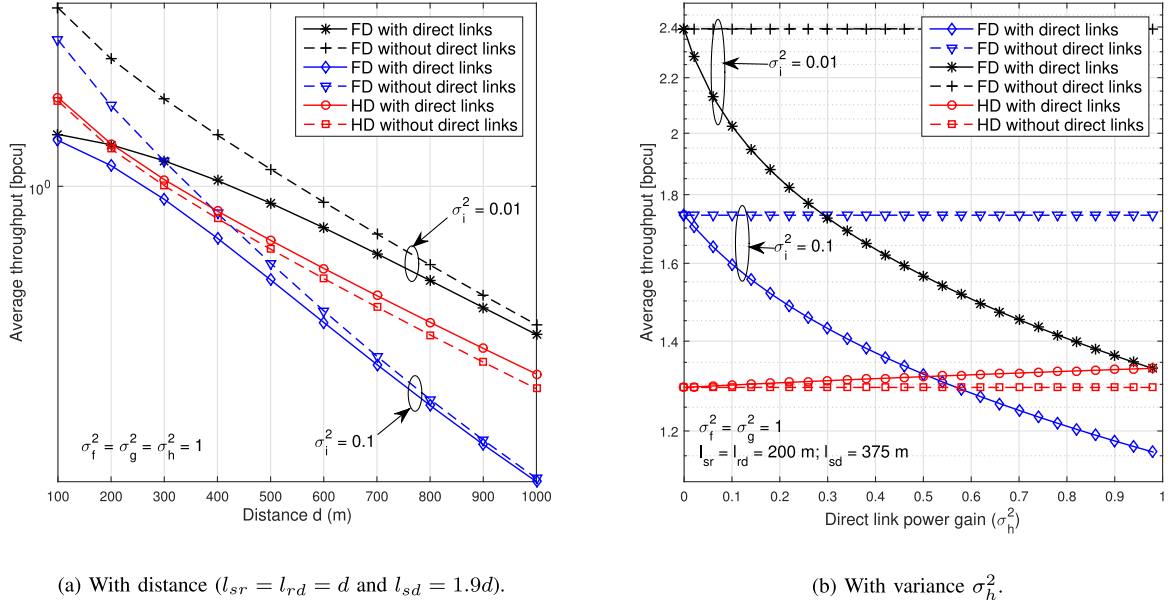 FD with direct links
FD without direct links
FD with direct links
FD without direct links
HD with direct links
HD without direct links
Average throughput [bpcu]
10^0
σ_i^2 = 0.01
σ_i^2 = 0.1
σ_f^2 = σ_g^2 = σ_h^2 = 1
100 200 300 400 500 600 700 800 900 1000
Distance d (m)
(a) With distance (l_sr = l_rd = d and l_sd = 1.9d).
FD with direct links
FD without direct links
FD with direct links
FD without direct links
HD with direct links
HD without direct links
Average throughput [bpcu]
2.4
2.2
2
1.8
1.6
1.4
1.2
σ_i^2 = 0.01
σ_i^2 = 0.1
σ_f^2 = σ_g^2 = 1
l_sr = l_rd = 200 m; l_sd = 375 m
0 0.1 0.2 0.3 0.4 0.5 0.6 0.7 0.8 0.9 1
Direct link power gain (σ_h^2)
(b) With variance σ_h^2.